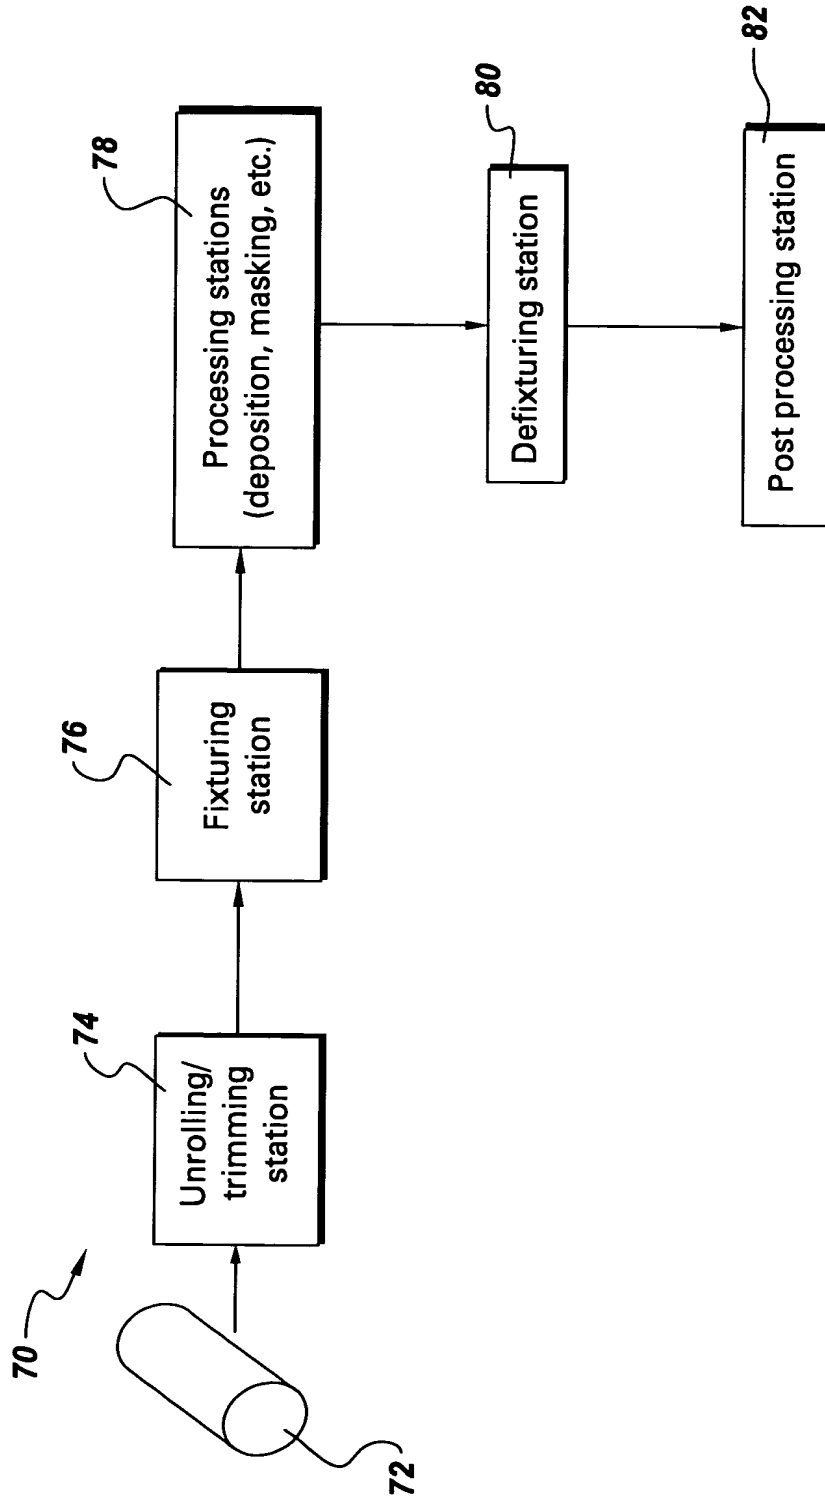 70
72
74
Unrolling/
trimming
station
76
Fixturing
station
78
Processing stations
(deposition, masking, etc.)
80
Defixturing station
82
Post processing station